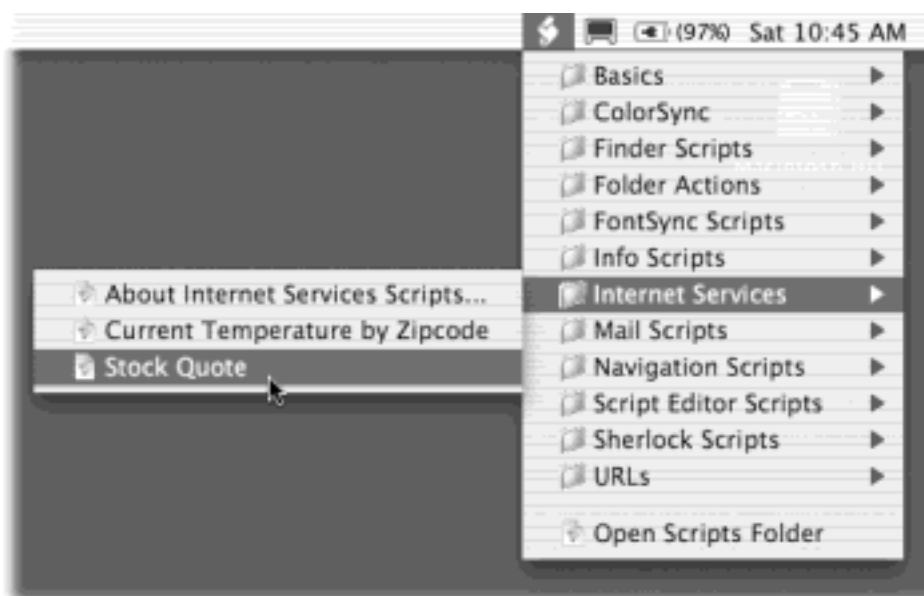 (97%) Sat 10:45 AM
Basics
ColorSync
Finder Scripts
Folder Actions
FontSync Scripts
Info Scripts
Internet Services
About Internet Services Scripts...
Current Temperature by Zipcode
Stock Quote
Mail Scripts
Navigation Scripts
Script Editor Scripts
Sherlock Scripts
URLs
Open Scripts Folder